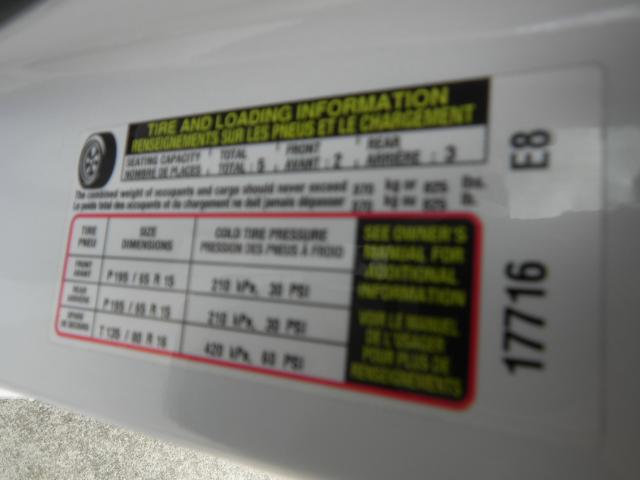 TIRE AND LOADING INFORMATION
RENSEIGNEMENTS SUR LES PNEUS ET LE CHARGEMENT
SEATING CAPACITY TOTAL FRONT REAR
NOMBRE DE PLACES TOTAL : 5 AVANT : 2 ARRIÈRE : 3
The combined weight of occupants and cargo should never exceed kg or lbs.
Le poids total des occupants et du chargement ne doit jamais dépasser kg ou lb.
TIRE SIZE COLD TIRE PRESSURE
PNEU DIMENSIONS PRESSION DES PNEUS À FROID
FRONT
AVANT P195 / 65 R 15 210 kPa, 30 PSI
REAR
ARRIÈRE P195 / 65 R 15 210 kPa, 30 PSI
SPARE
DE SECOURS T 135 / 80 R 16 420 kPa, 60 PSI
SEE OWNER'S
MANUAL FOR
ADDITIONAL
INFORMATION
VOIR LE MANUEL
DE L'USAGER
POUR PLUS DE
RENSEIGNEMENTS
17716 E8